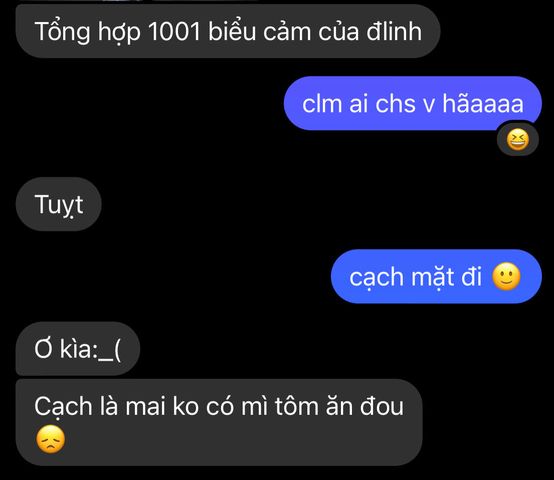 Tổng hợp 1001 biểu cảm của đlinh
clm ai chs v hãaaaa
😆
Tuyt
cạch mặt đi 🙂
Ơ kìa:_(
Cạch là mai ko có mì tôm ăn đou
😞